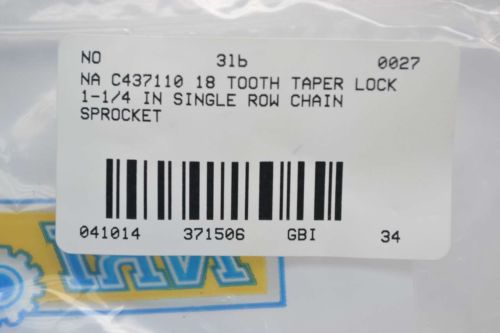 NO 3lb 0027
NA C437110 18 TOOTH TAPER LOCK
1-1/4 IN SINGLE ROW CHAIN
SPROCKET
041014 371506 GBI 34